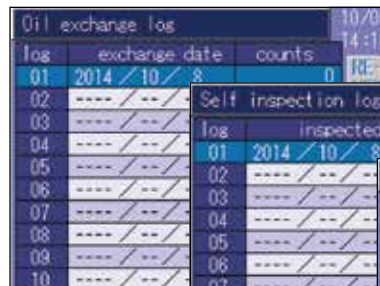 Oil exchange log
10/0
14:1
log exchange date counts
RE
01 2014/10/ 8 0
02 ----/--/-
03 ----/--/-
04 ----/--/-
05 ----/--/-
06 ----/--/-
07 ----/--/-
08 ----/--/-
09 ----/--/-
10 ----/--/-
Self inspection log
log inspected
01 2014/10/ 8
02 ----/--/--
03 ----/--/--
04 ----/--/--
05 ----/--/--
06 ----/--/--
07 ----/--/--